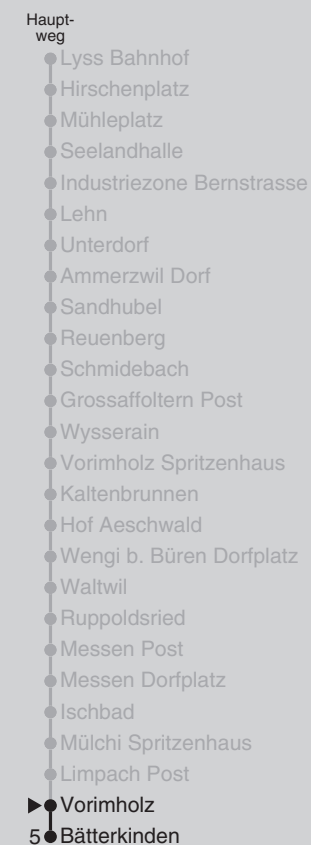 Haupt-
weg
Lyss Bahnhof
Hirschenplatz
Mühleplatz
Seelandhalle
Industriezone Bernstrasse
Lehn
Unterdorf
Ammerzwil Dorf
Sandhubel
Reuenberg
Schmidebach
Grossaffoltern Post
Wysserain
Vorimholz Spritzenhaus
Kaltenbrunnen
Hof Aeschwald
Wengi b. Büren Dorfplatz
Waltwil
Ruppoldsried
Messen Post
Messen Dorfplatz
Ischbad
Mülchi Spritzenhaus
Limpach Post
Vorimholz
5 Bätterkinden